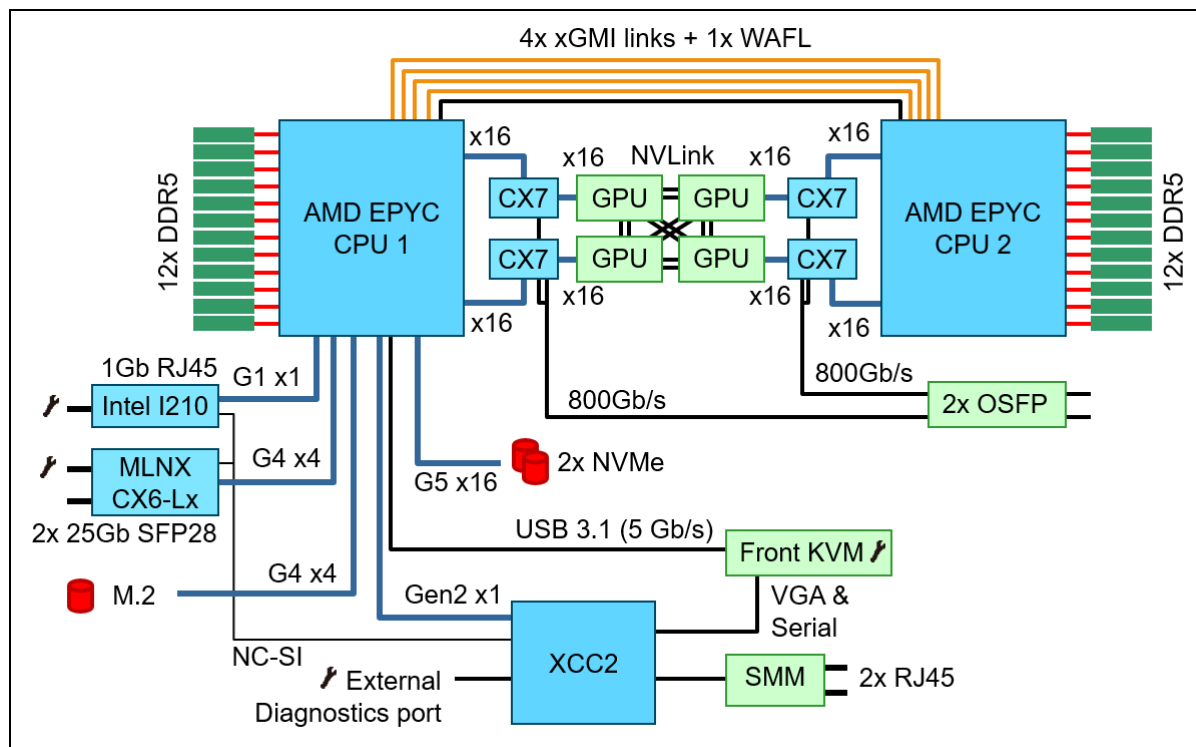 4x xGMI links + 1x WAFL
x16
x16
x16
NVLink
x16
12x DDR5
AMD EPYC
CPU 1
CX7
GPU
GPU
CX7
AMD EPYC
CPU 2
12x DDR5
CX7
GPU
GPU
CX7
x16
x16
x16
x16
1Gb RJ45
G1 x1
Intel I210
800Gb/s
800Gb/s
2x OSFP
MLNX
CX6-Lx
G4 x4
G5 x16
2x NVMe
2x 25Gb SFP28
USB 3.1 (5 Gb/s)
Front KVM
M.2
G4 x4
Gen2 x1
VGA &
Serial
NC-SI
XCC2
External
Diagnostics port
SMM
2x RJ45